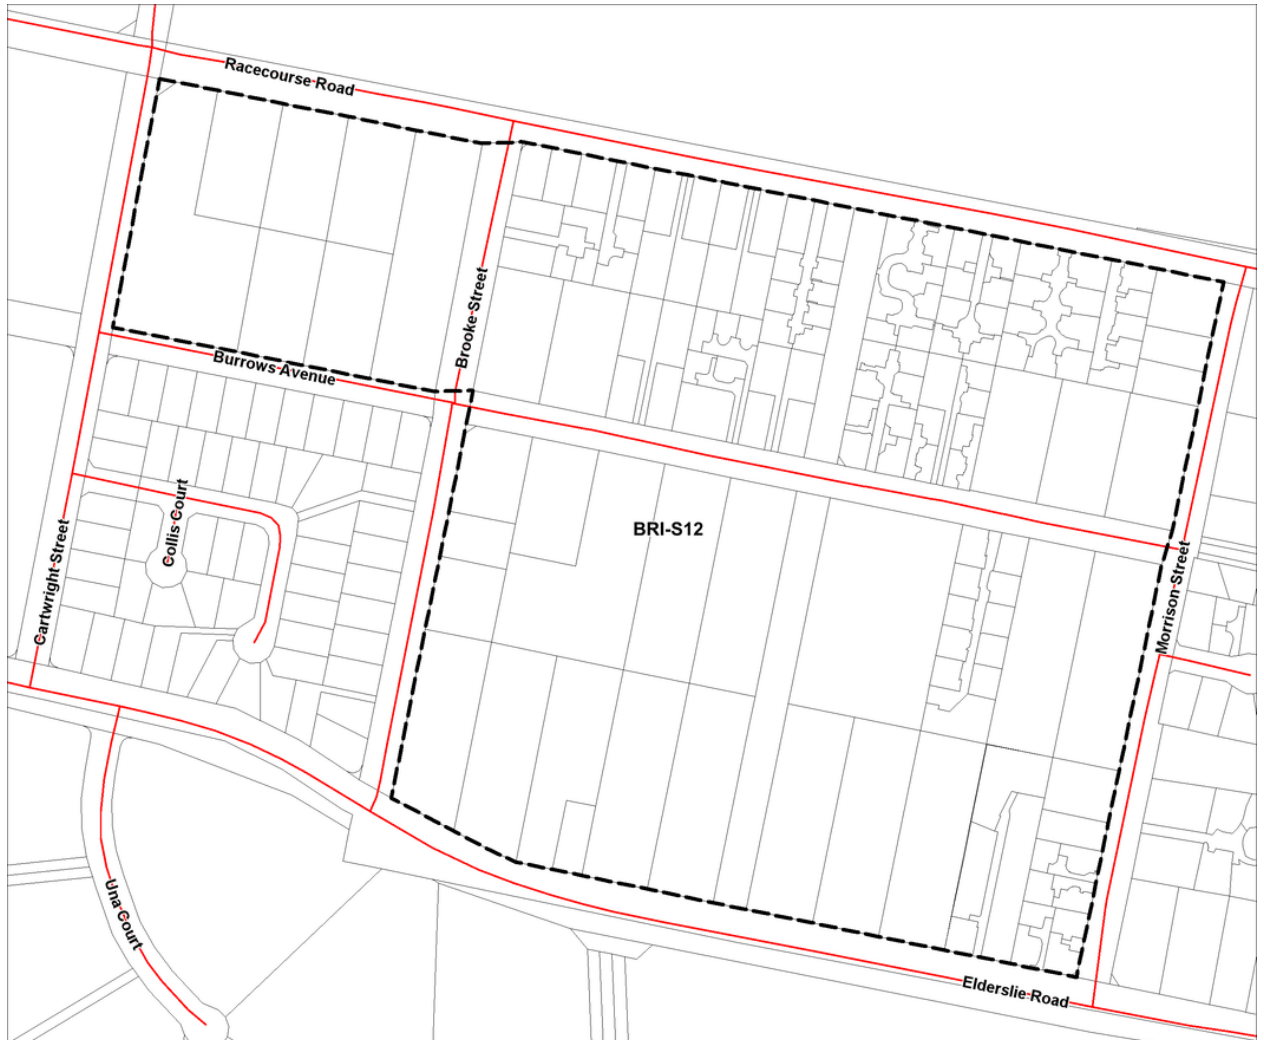 Racecourse Road
Brooke Street
Burrows Avenue
Collis Court
Cartwright Street
BRI-S12
Morrison Street
Una Court
Elderslie Road